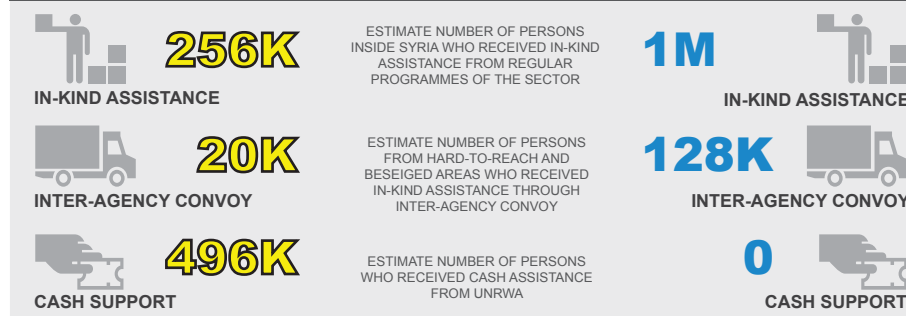 256K
ESTIMATE NUMBER OF PERSONS
INSIDE SYRIA WHO RECEIVED IN-KIND
ASSISTANCE FROM REGULAR
PROGRAMMES OF THE SECTOR
1M
IN-KIND ASSISTANCE
IN-KIND ASSISTANCE
20K
ESTIMATE NUMBER OF PERSONS
FROM HARD-TO-REACH AND
BESEIGED AREAS WHO RECEIVED
IN-KIND ASSISTANCE THROUGH
INTER-AGENCY CONVOY
128K
INTER-AGENCY CONVOY
INTER-AGENCY CONVOY
496K
ESTIMATE NUMBER OF PERSONS
WHO RECEIVED CASH ASSISTANCE
FROM UNRWA
0
CASH SUPPORT
CASH SUPPORT